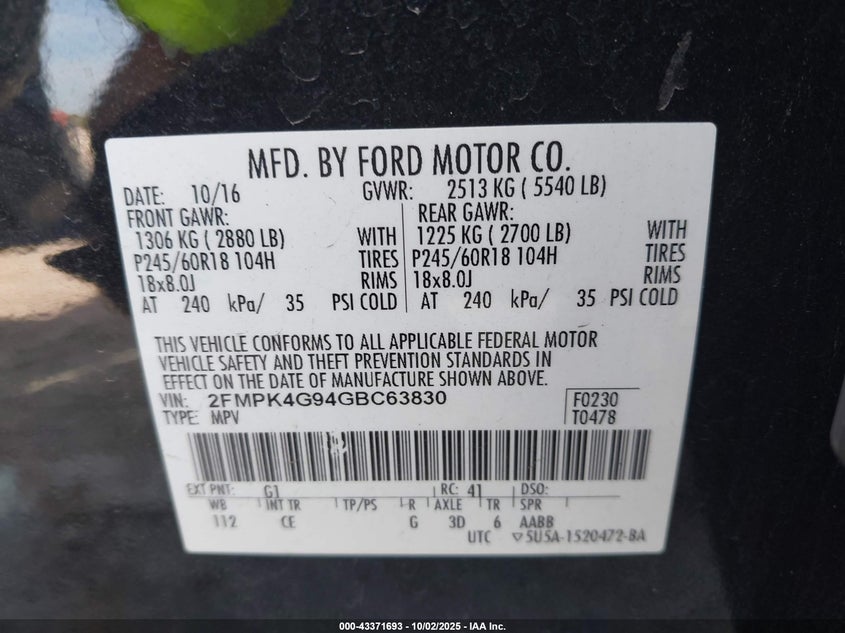 MFD. BY FORD MOTOR CO.
DATE: 10/16 GVWR: 2513 KG ( 5540 LB)
FRONT GAWR: REAR GAWR:
1306 KG ( 2880 LB) WITH 1225 KG ( 2700 LB) WITH
P245/60R18 104H TIRES P245/60R18 104H TIRES
18x8.0J RIMS 18x8.0J RIMS
AT 240 kPa/ 35 PSI COLD AT 240 kPa/ 35 PSI COLD
THIS VEHICLE CONFORMS TO ALL APPLICABLE FEDERAL MOTOR
VEHICLE SAFETY AND THEFT PREVENTION STANDARDS IN
EFFECT ON THE DATE OF MANUFACTURE SHOWN ABOVE.
VIN: 2FMPK4G94GBC63830 F0230
TYPE: MPV T0478
EXT PNT: G1 RC: 41 DSO:
WB INT TR TP/PS R AXLE TR SPR
112 CE G 3D 6 AABB
UTC ▽5U5A-1520472-BA
000-43371693 - 10/02/2025 - IAA Inc.